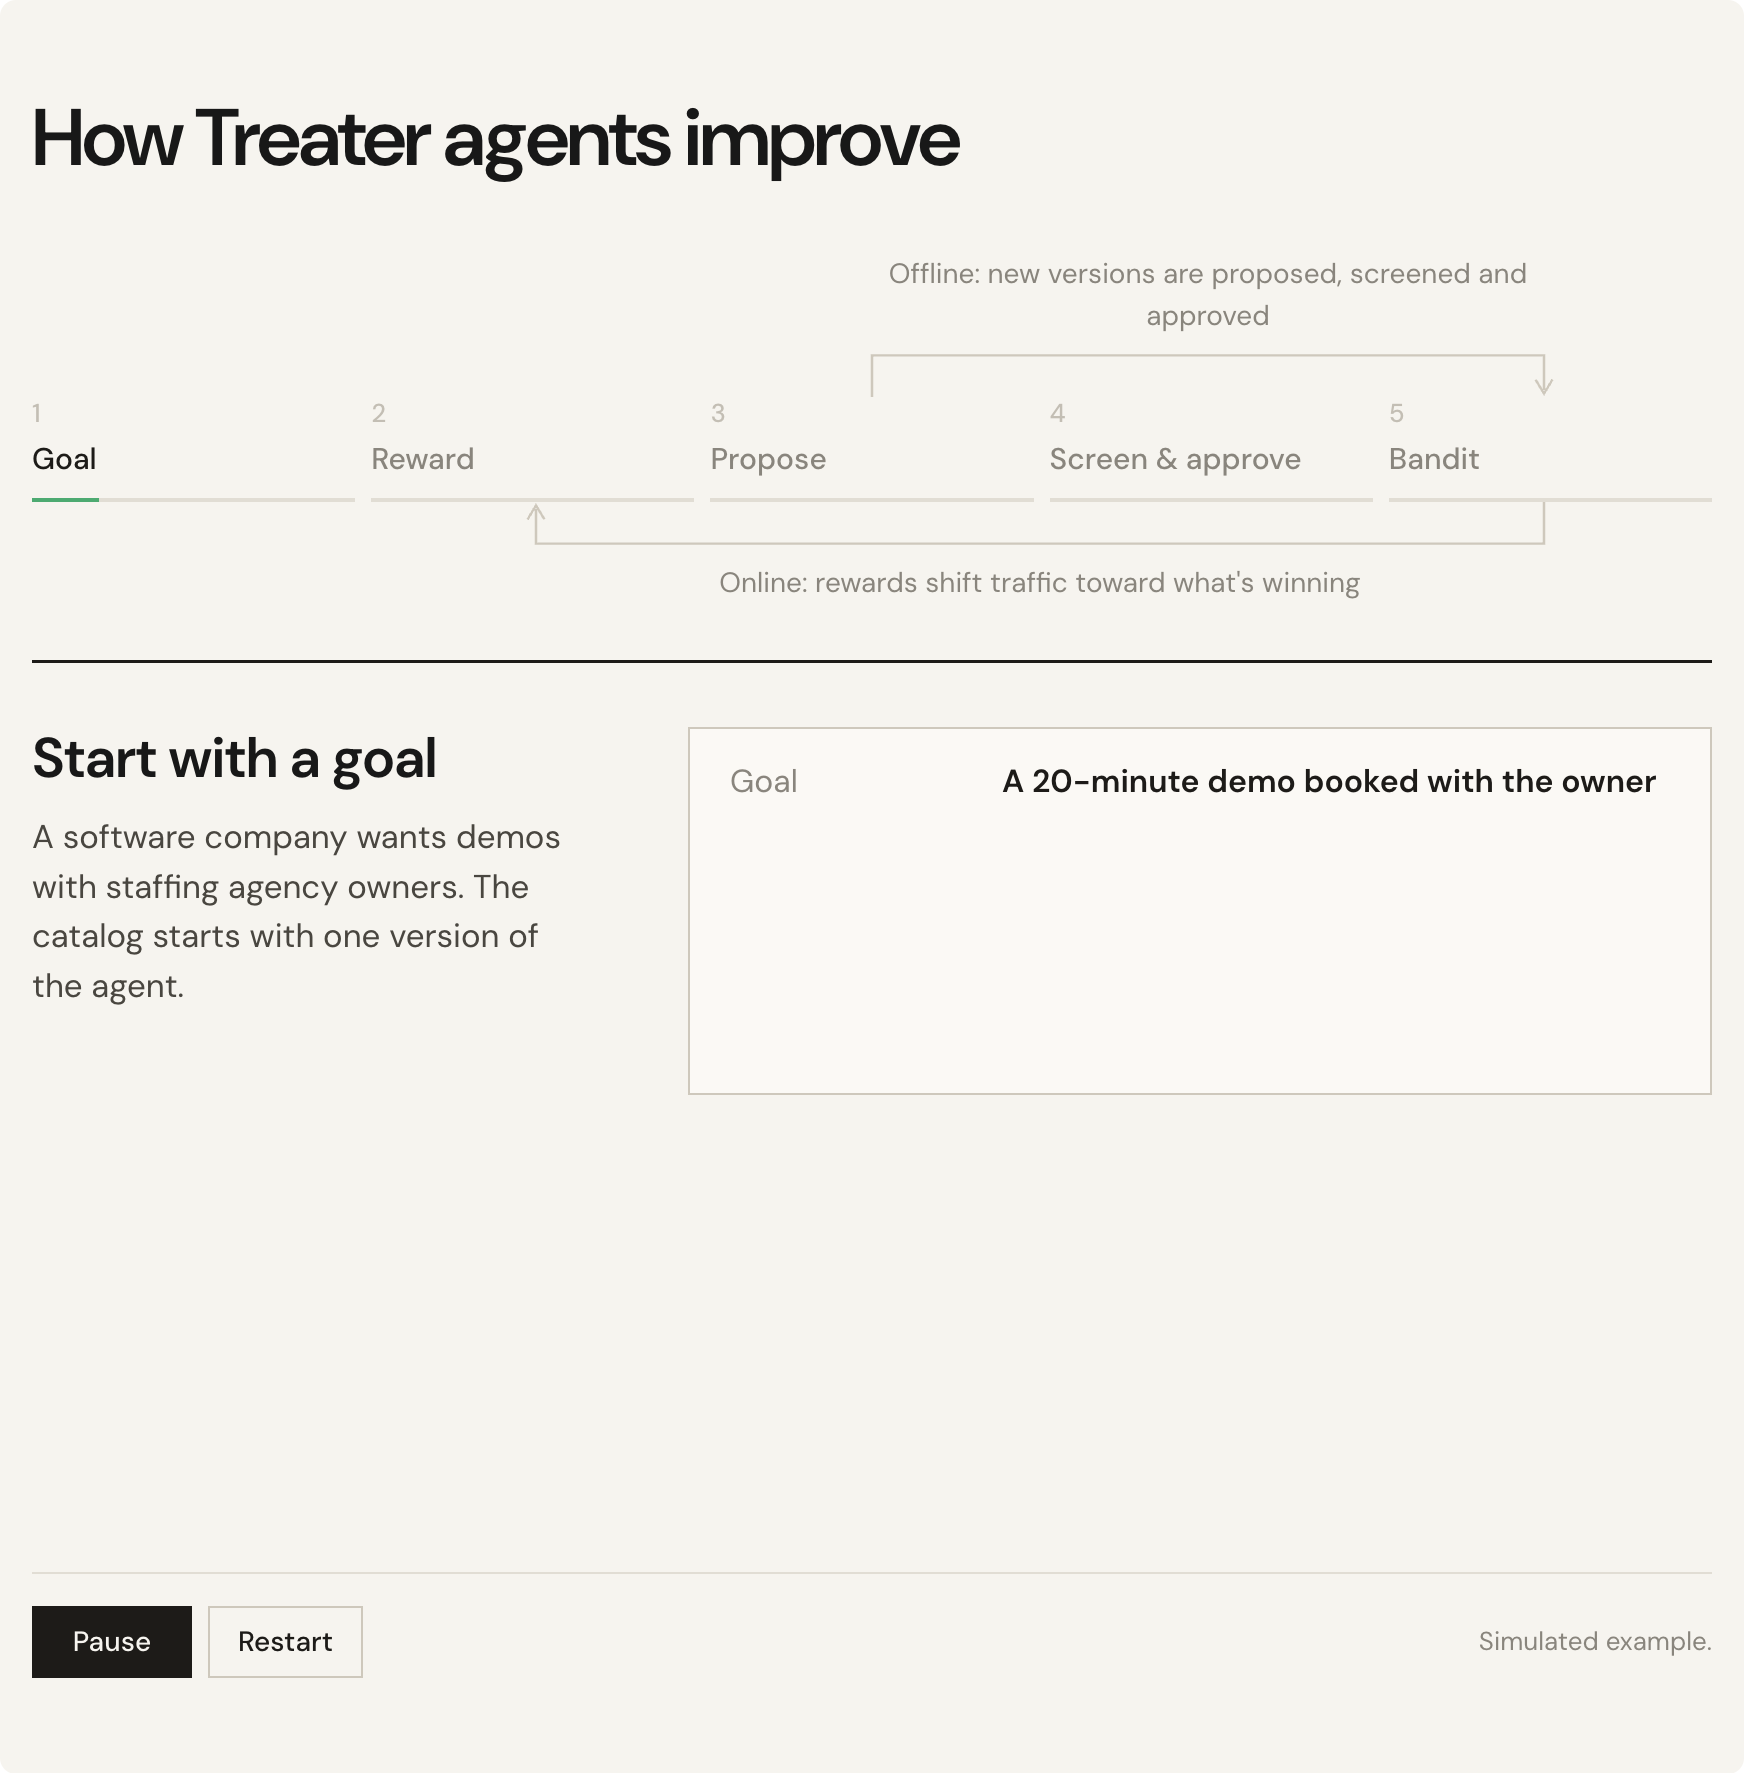 How Treater agents improve
Offline: new versions are proposed, screened and
approved
1
Goal
2
Reward
3
Propose
4
Screen & approve
5
Bandit
Online: rewards shift traffic toward what's winning
Start with a goal
A software company wants demos
with staffing agency owners. The
catalog starts with one version of
the agent.
Goal
A 20-minute demo booked with the owner
Pause
Restart
Simulated example.